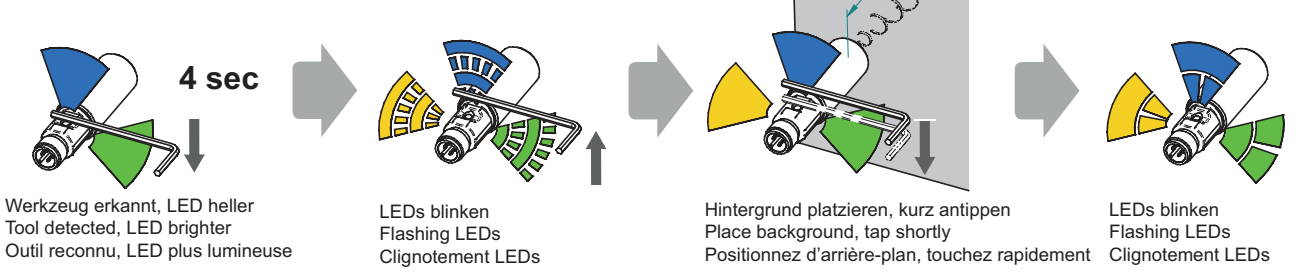 4 sec
Werkzeug erkannt, LED heller
Tool detected, LED brighter
Outil reconnu, LED plus lumineuse
LEDs blinken
Flashing LEDs
Clignotement LEDs
Hintergrund platzieren, kurz antippen
Place background, tap shortly
Positionnez d'arrière-plan, touchez rapidement
LEDs blinken
Flashing LEDs
Clignotement LEDs